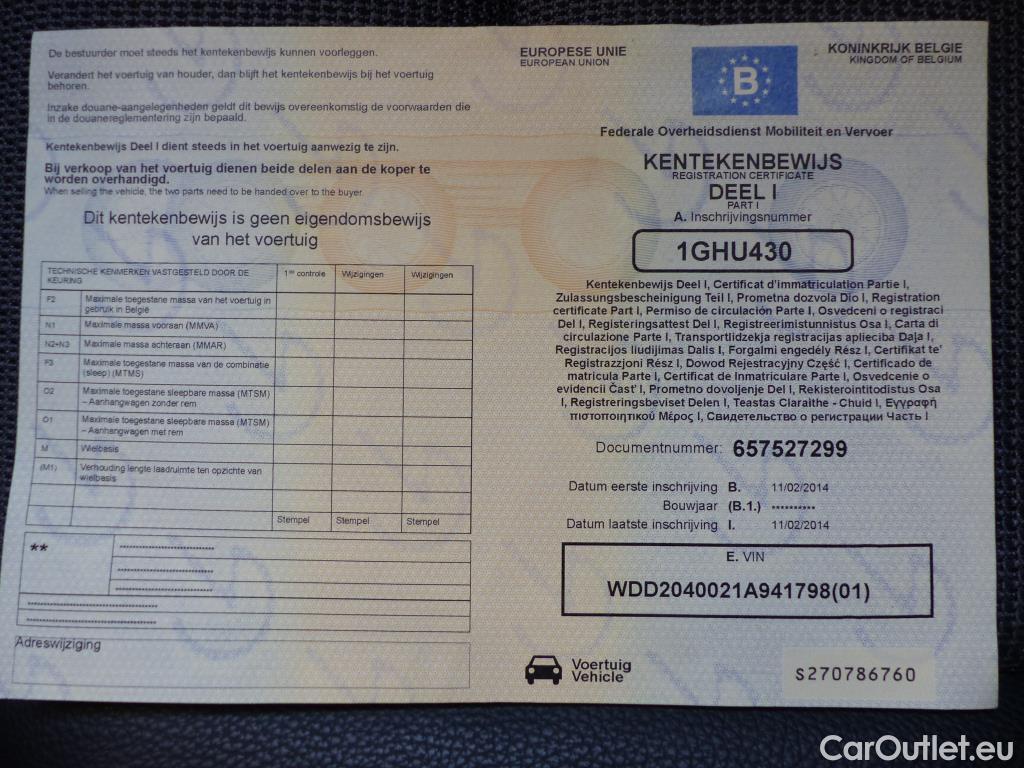 De bestuurder moet steeds het kentekenbewijs kunnen voorleggen.
Verandert het voertuig van houder, dan blijft het kentekenbewijs bij het voertuig
behoren.
Inzake douane-aangelegenheden geldt dit bewijs overeenkomstig de voorwaarden die
in de douanereglementering zijn bepaald.
Kentekenbewijs Deel I dient steeds in het voertuig aanwezig te zijn.
Bij verkoop van het voertuig dienen beide delen aan de koper te
worden overhandigd.
When selling the vehicle, the two parts need to be handed over to the buyer.
Dit kentekenbewijs is geen eigendomsbewijs
van het voertuig
TECHNISCHE KENMERKEN VASTGESTELD DOOR DE
KEURING
1ste controle
Wijzigingen
Wijzigingen
F2 Maximale toegestane massa van het voertuig in
gebruik in België
N1 Maximale massa vooraan (MMVA)
N2+N3 Maximale massa achteraan (MMAR)
F3 Maximale toegestane massa van de combinatie
(sleep) (MTMS)
O2 Maximale toegestane sleepbare massa (MTSM)
– Aanhangwagen zonder rem
O1 Maximale toegestane sleepbare massa (MTSM)
– Aanhangwagen met rem
M Wielbasis
(M1) Verhouding lengte laadruimte ten opzichte van
wielbasis
Stempel Stempel Stempel
**
Adreswijziging
EUROPESE UNIE
EUROPEAN UNION
B
KONINKRIJK BELGIE
KINGDOM OF BELGIUM
Federale Overheidsdienst Mobiliteit en Vervoer
KENTEKENBEWIJS
REGISTRATION CERTIFICATE
DEEL I
PART I
A. Inschrijvingsnummer
1GHU430
Kentekenbewijs Deel I, Certificat d'immatriculation Partie I,
Zulassungsbescheinigung Teil I, Prometna dozvola Dio I, Registration
certificate Part I, Permiso de circulación Parte I, Osvedceni o registraci
Del I, Registeringsattest Del I, Registreerimistunnistus Osa I, Carta di
circulazione Parte I, Transportlidzekja registracijas aplieciba Daļa I,
Registracijos liudijimas Dalis I, Forgalmi engedély Rész I, Certifikat te'
Registrazzjoni Rész I, Dowod Rejestracyjny Część I, Certificado de
matrícula Parte I, Certificat de Inmatriculare Parte I, Osvedcenie o
evidencii Čast' I, Prometno dovoljenje Del I, Rekisterointitodistus Osa
I, Registreringsbeviset Delen I, Teastas Claraithe - Chuid I, Εγγραφή
πιστοποιητικού Μέρος I, Свидетельство о регистрации Часть I
Documentnummer: 657527299
Datum eerste inschrijving B. 11/02/2014
Bouwjaar (B.1.) **********
Datum laatste inschrijving I. 11/02/2014
E. VIN
WDD2040021A941798(01)
Voertuig
Vehicle
S270786760
CarOutlet.eu